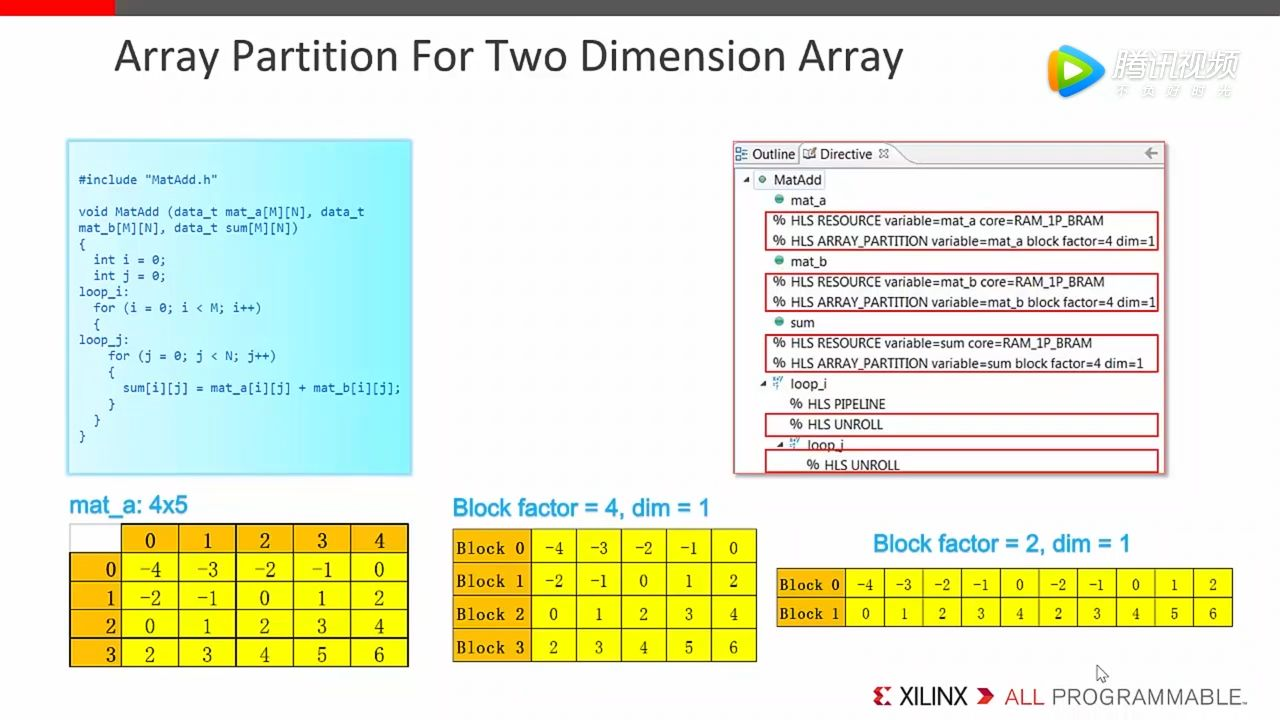 Array Partition For Two Dimension Array
腾讯视频
不负好时光
#include "MatAdd.h"
void MatAdd (data_t mat_a[M][N], data_t
mat_b[M][N], data_t sum[M][N])
{
int i = 0;
int j = 0;
loop_i:
for (i = 0; i < M; i++)
{
loop_j:
for (j = 0; j < N; j++)
{
sum[i][j] = mat_a[i][j] + mat_b[i][j];
}
}
}
Outline Directive
MatAdd
mat_a
% HLS RESOURCE variable=mat_a core=RAM_1P_BRAM
% HLS ARRAY_PARTITION variable=mat_a block factor=4 dim=1
mat_b
% HLS RESOURCE variable=mat_b core=RAM_1P_BRAM
% HLS ARRAY_PARTITION variable=mat_b block factor=4 dim=1
sum
% HLS RESOURCE variable=sum core=RAM_1P_BRAM
% HLS ARRAY_PARTITION variable=sum block factor=4 dim=1
loop_i
% HLS PIPELINE
% HLS UNROLL
loop_j
% HLS UNROLL
mat_a: 4x5
0 1 2 3 4
0 -4 -3 -2 -1 0
1 -2 -1 0 1 2
2 0 1 2 3 4
3 2 3 4 5 6
Block factor = 4, dim = 1
Block 0 -4 -3 -2 -1 0
Block 1 -2 -1 0 1 2
Block 2 0 1 2 3 4
Block 3 2 3 4 5 6
Block factor = 2, dim = 1
Block 0 -4 -3 -2 -1 0 -2 -1 0 1 2
Block 1 0 1 2 3 4 2 3 4 5 6
XILINX ALL PROGRAMMABLE™